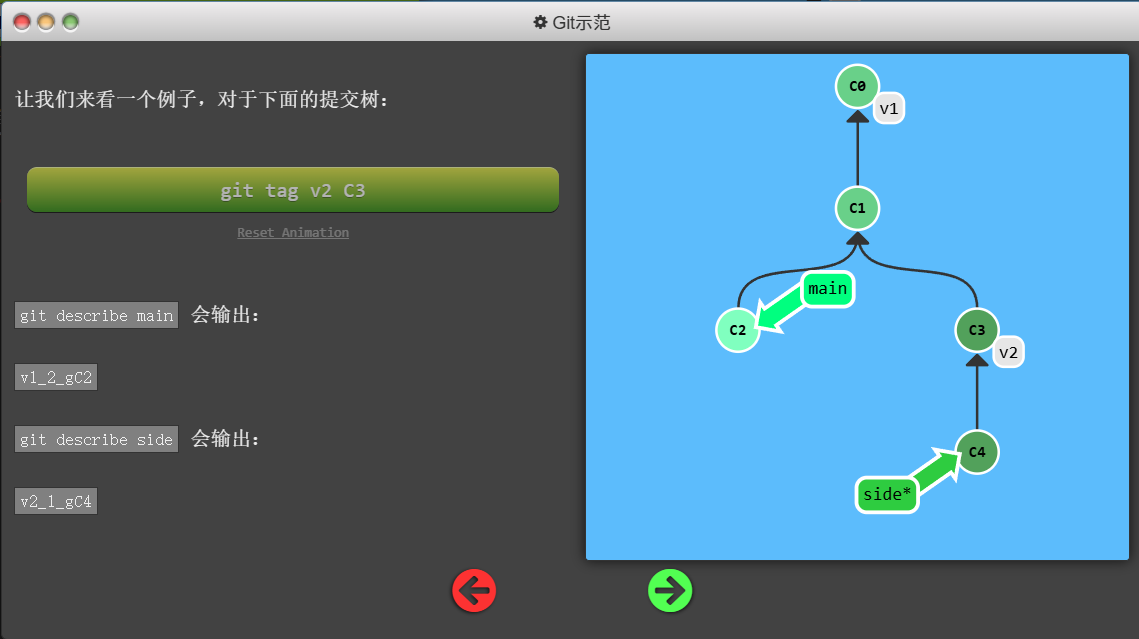 Git示范
让我们来看一个例子，对于下面的提交树：
git tag v2 C3
Reset Animation
git describe main 会输出：
v1_2_gC2
git describe side 会输出：
v2_1_gC4
C0
v1
C1
main
C2
C3
v2
C4
side*